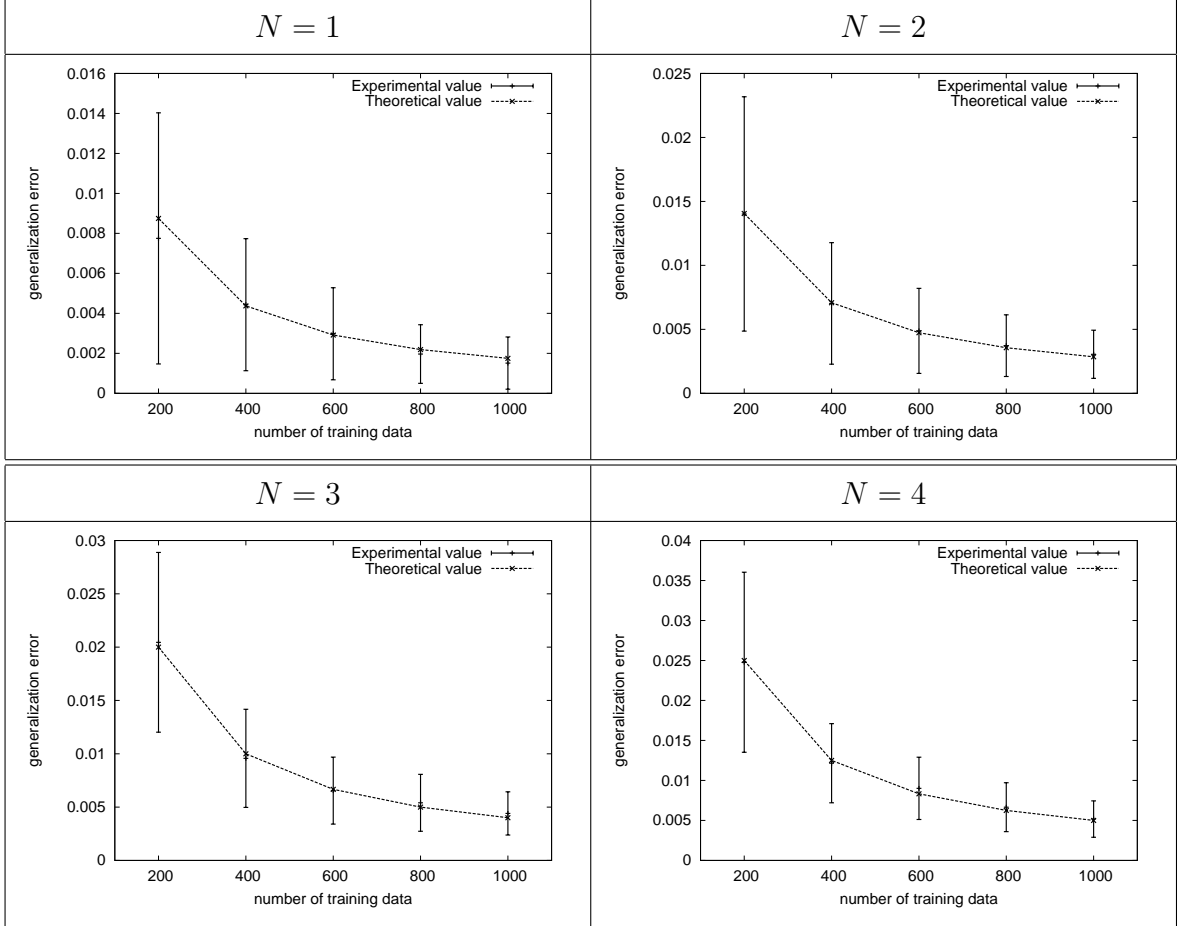 N = 1
0.016
0.014
0.012
0.01
0.008
0.006
0.004
0.002
0
200 400 600 800 1000
generalization error
number of training data
Experimental value
Theoretical value
N = 2
0.025
0.02
0.015
0.01
0.005
0
200 400 600 800 1000
generalization error
number of training data
Experimental value
Theoretical value
N = 3
0.03
0.025
0.02
0.015
0.01
0.005
0
200 400 600 800 1000
generalization error
number of training data
Experimental value
Theoretical value
N = 4
0.04
0.035
0.03
0.025
0.02
0.015
0.01
0.005
0
200 400 600 800 1000
generalization error
number of training data
Experimental value
Theoretical value